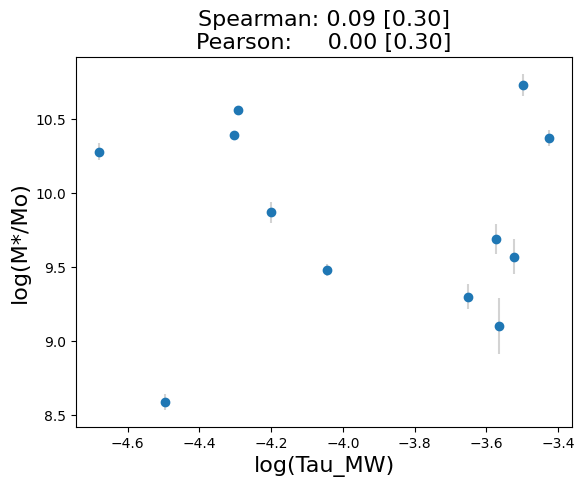 Spearman: 0.09 [0.30]
Pearson:     0.00 [0.30]
log(M*/Mo)
10.5
10.0
9.5
9.0
8.5
−4.6 −4.4 −4.2 −4.0 −3.8 −3.6 −3.4
log(Tau_MW)